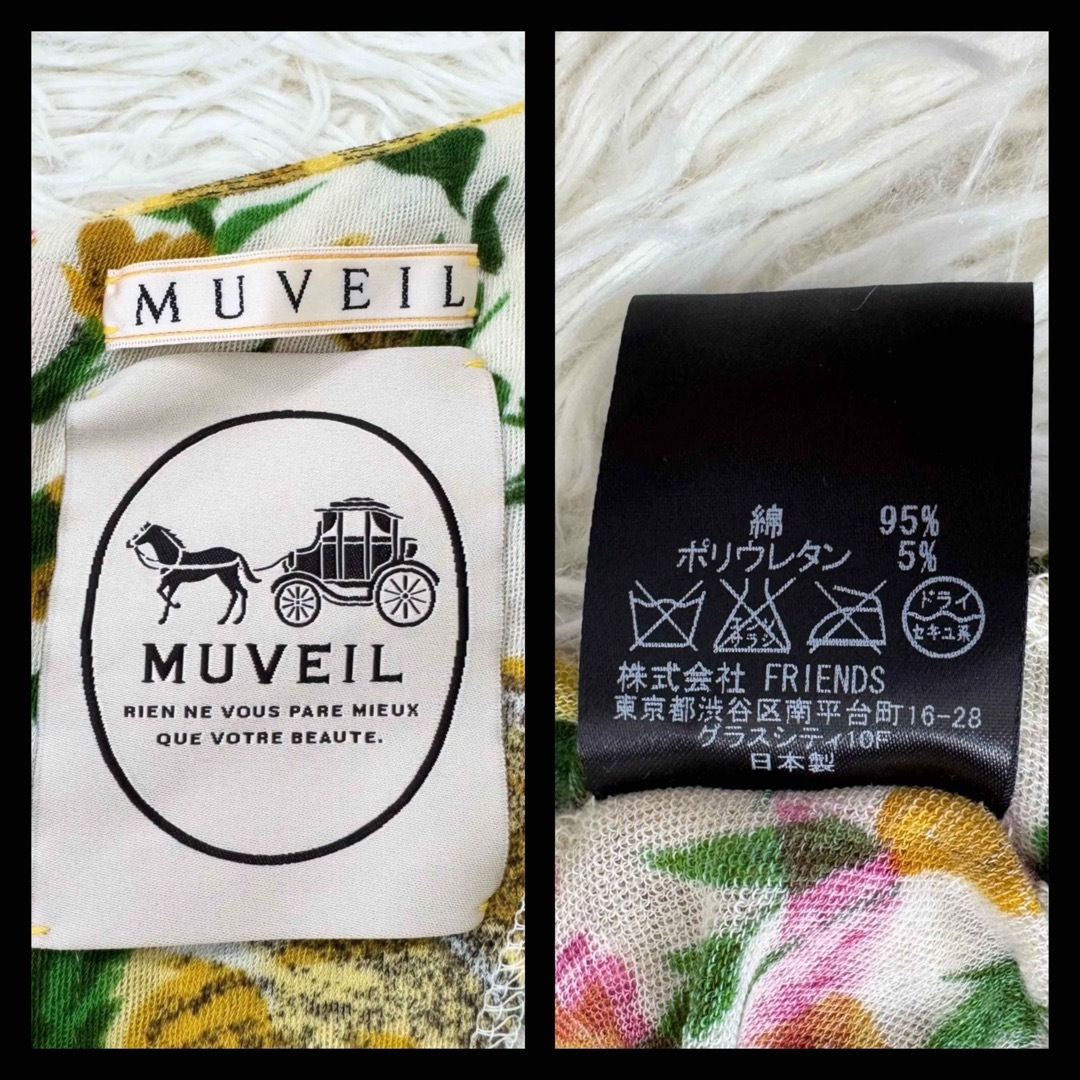 MUVEIL
MUVEIL
RIEN NE VOUS PARE MIEUX
QUE VOTRE BEAUTE.
綿 95%
ポリウレタン 5%
ドライ
セキユ系
株式会社 FRIENDS
東京都渋谷区南平台町16-28
グラスシティ10F
日本製